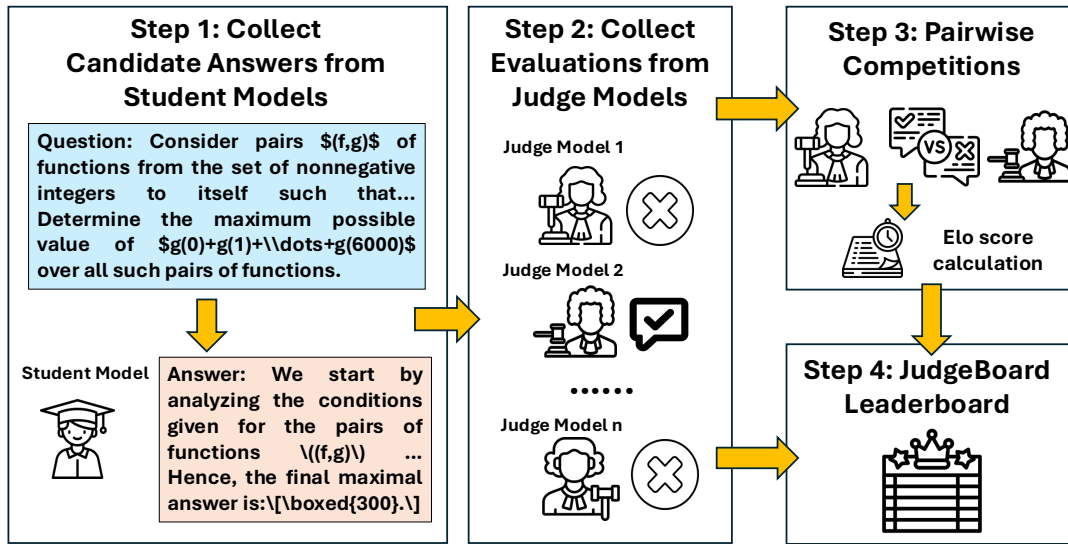 Step 1: Collect
Candidate Answers from
Student Models
Question: Consider pairs $(f,g)$ of
functions from the set of nonnegative
integers to itself such that...
Determine the maximum possible
value of $g(0)+g(1)+\\dots+g(6000)$
over all such pairs of functions.
Student Model
Answer: We start by
analyzing the conditions
given for the pairs of
functions \((f,g)\) ...
Hence, the final maximal
answer is:\[\boxed{300}.\]
Step 2: Collect
Evaluations from
Judge Models
Judge Model 1
Judge Model 2
......
Judge Model n
Step 3: Pairwise
Competitions
VS
Elo score
calculation
Step 4: JudgeBoard
Leaderboard